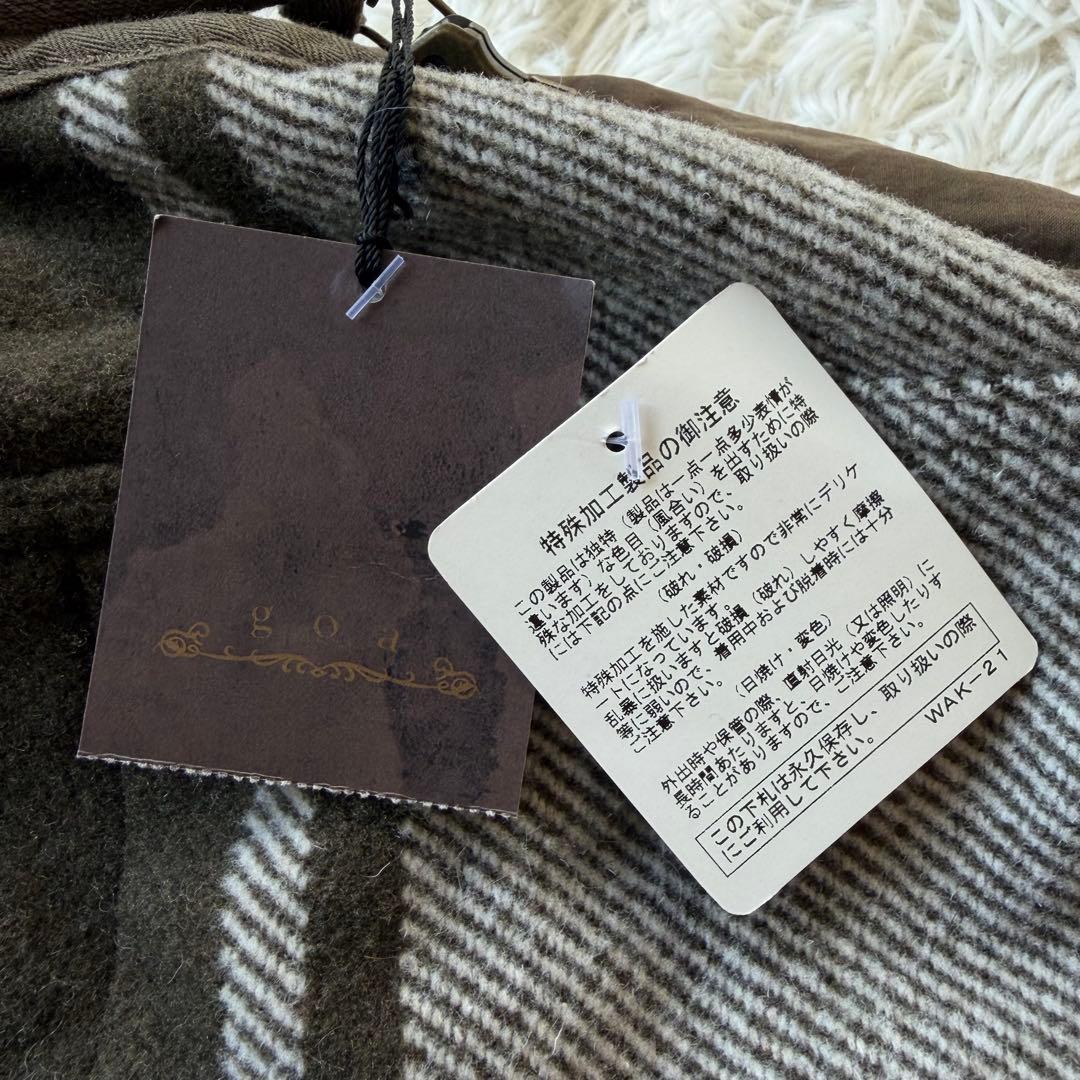 goa
特殊加工製品の御注意
この製品は独特（製品は一点一点多少表情が
違います）な色目（風合い）を出すために特
殊な加工をしておりますので、取り扱いの際
には下記の点にご注意下さい。
（破れ・破損）
特殊加工を施した素材ですので非常にデリケ
ートになっています。
乱暴に扱しますと破損（破れ）しやすく摩擦
等に弱いので、着用中および脱着時には十分
ご注意下さい。
（日焼け・変色）
外出時や保管の際、直射日光（又は照明）に
長時間あたりますと、日焼けや変色したりす
ることがありますので、ご注意下さい。
この下札は永久保存し、取り扱いの際
にご利用して下さい。
WAK-21